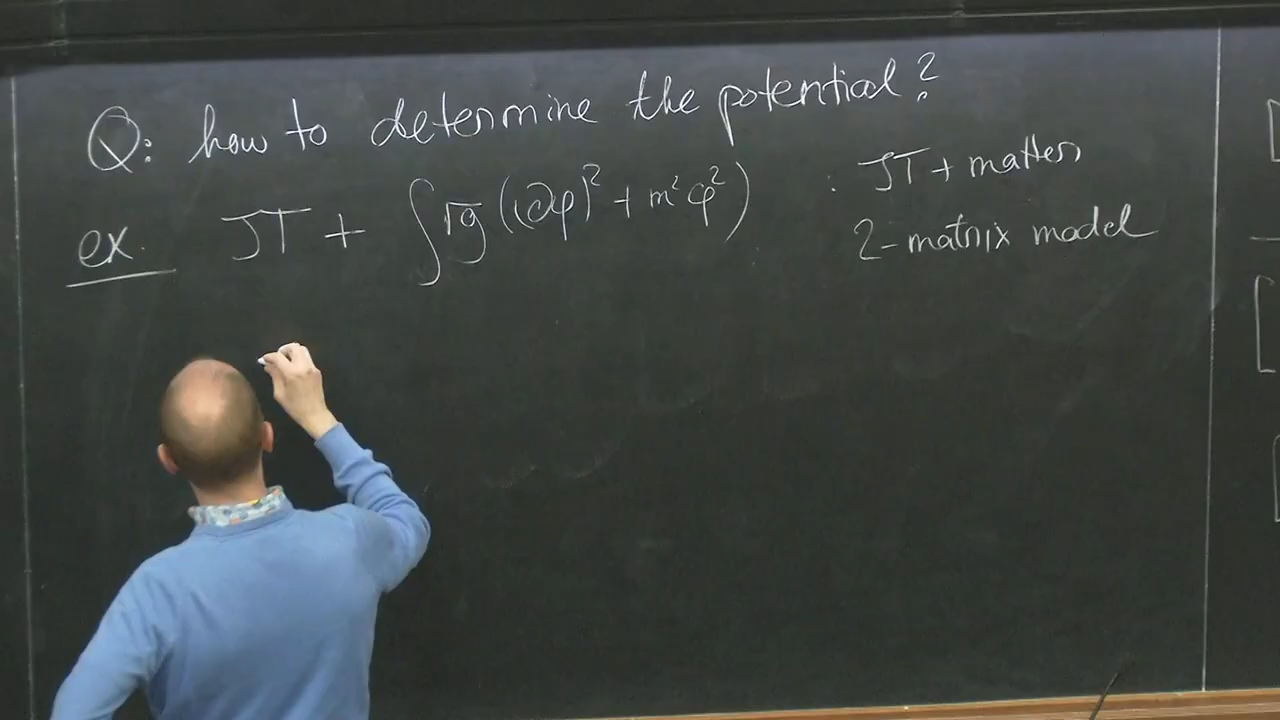 Q: how to determine the potential?
ex. JT + ∫√g ((∂φ)² + m²φ²) : JT + matter
2-matrix model